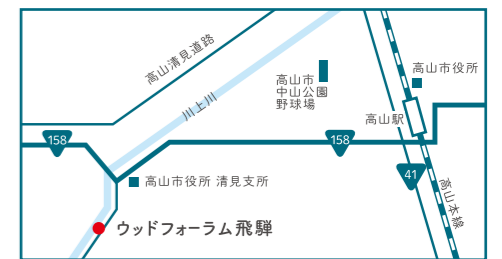 高山清見道路
川上川
高山市
中山公園
野球場
高山市役所
高山駅
158
158
41
高山本線
高山市役所 清見支所
ウッドフォーラム飛騨